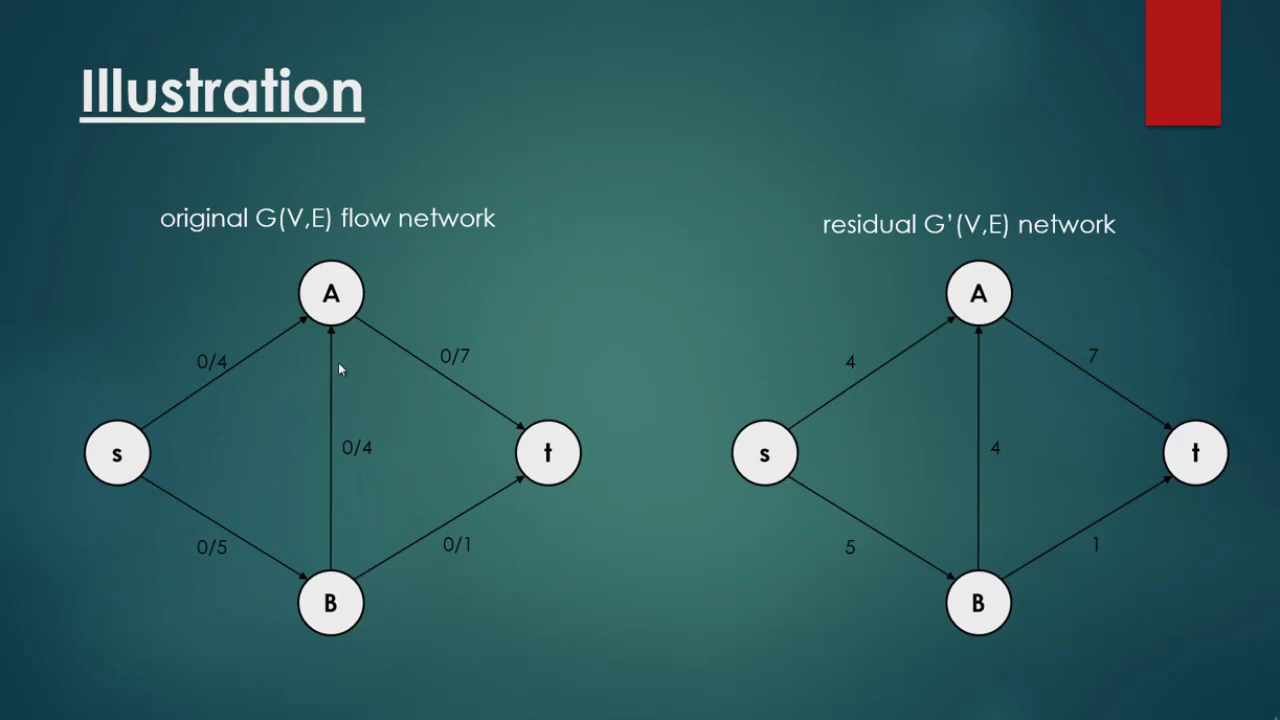 Illustration
original G(V,E) flow network
residual G'(V,E) network
A
A
0/4
0/7
4
7
s
0/4
t
s
4
t
0/5
0/1
5
1
B
B